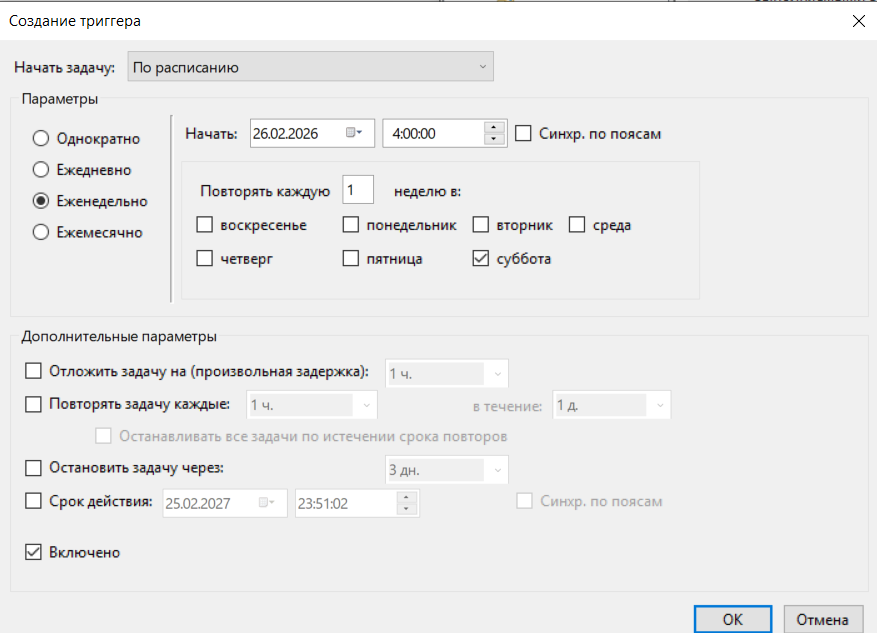 Создание триггера
Начать задачу: По расписанию
Параметры
Однократно
Ежедневно
Еженедельно
Ежемесячно
Начать: 26.02.2026 4:00:00 Синхр. по поясам
Повторять каждую 1 неделю в:
воскресенье понедельник вторник среда
четверг пятница суббота
Дополнительные параметры
Отложить задачу на (произвольная задержка): 1 ч.
Повторять задачу каждые: 1 ч. в течение: 1 д.
Останавливать все задачи по истечении срока повторов
Остановить задачу через: 3 дн.
Срок действия: 25.02.2027 23:51:02 Синхр. по поясам
Включено
ОК Отмена